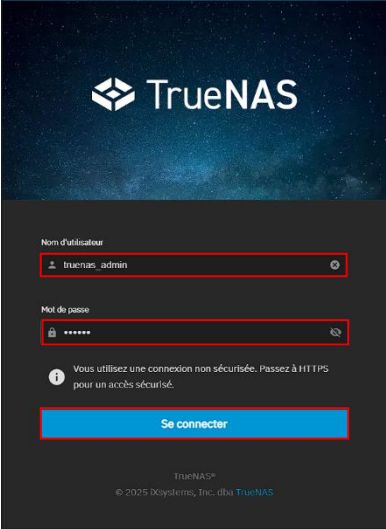 TrueNAS
Nom d'utilisateur
truenas_admin
Mot de passe
••••••
Vous utilisez une connexion non sécurisée. Passez à HTTPS
pour un accès sécurisé.
Se connecter
TrueNAS®
© 2025 iXsystems, Inc. dba TrueNAS